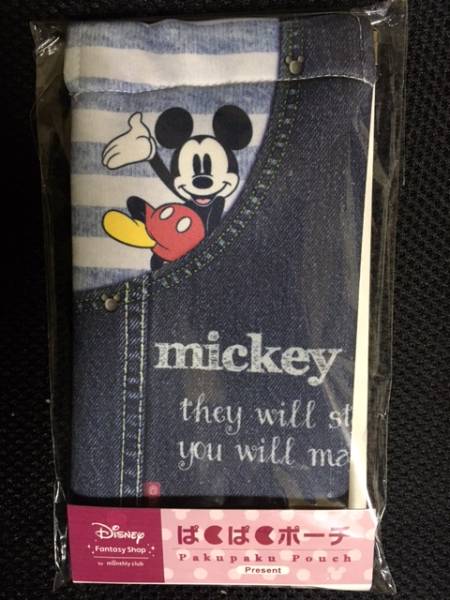 mickey
they will st
you will ma
Disney
Fantasy Shop
by monthly club
ぱくぱくポーチ
Pakupaku Pouch
Present